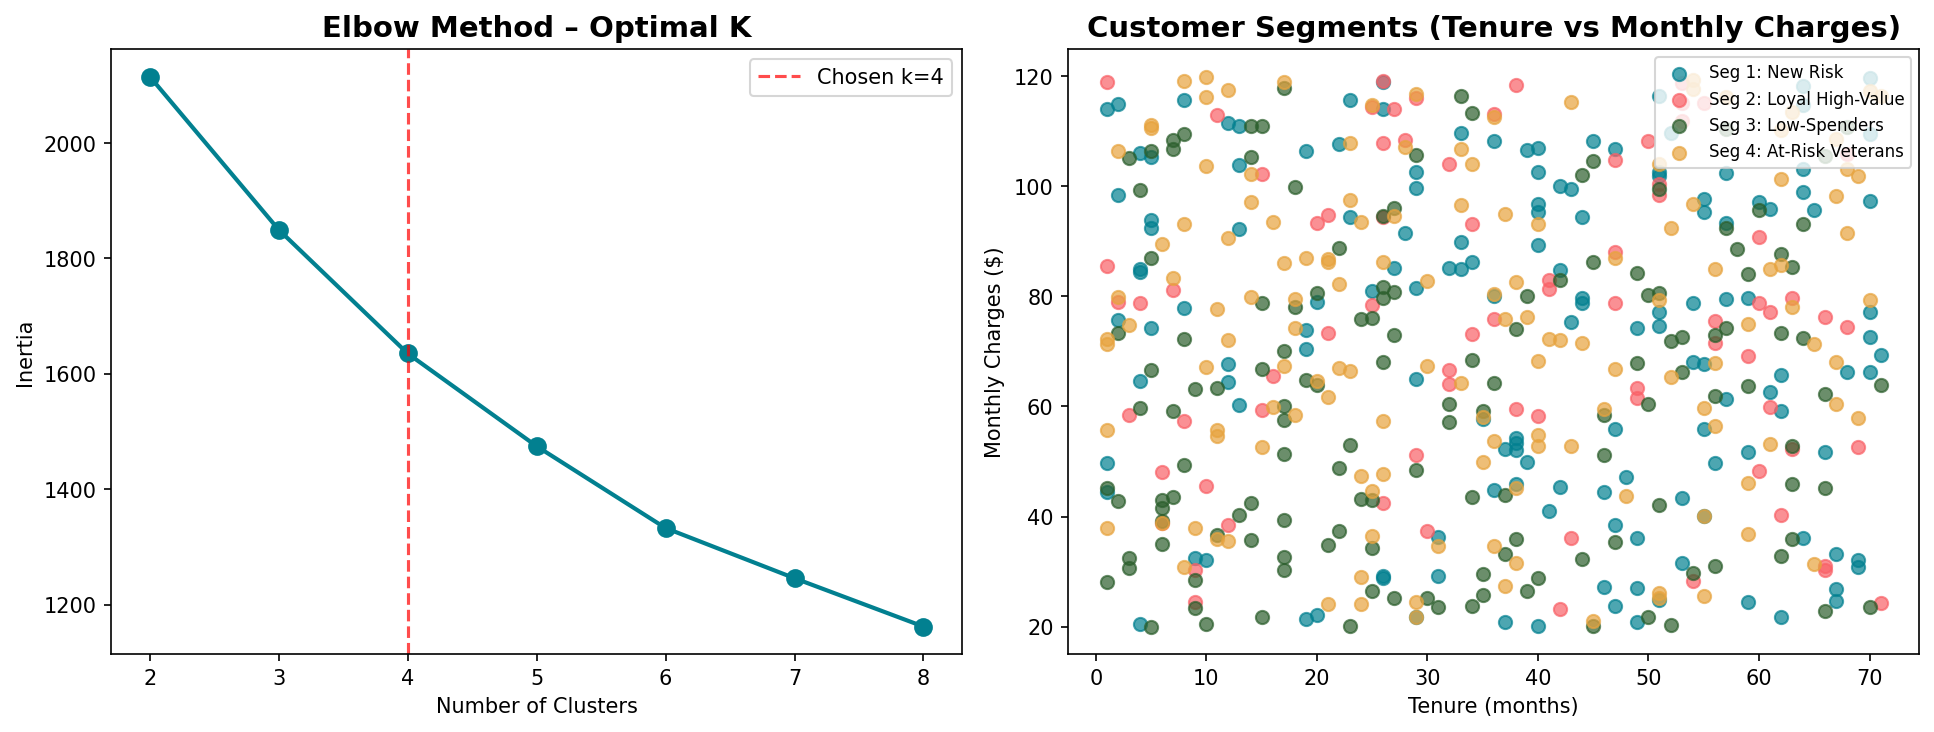 Elbow Method – Optimal K
Chosen k=4
Inertia
2000
1800
1600
1400
1200
2 3 4 5 6 7 8
Number of Clusters
Customer Segments (Tenure vs Monthly Charges)
Seg 1: New Risk
Seg 2: Loyal High-Value
Seg 3: Low-Spenders
Seg 4: At-Risk Veterans
Monthly Charges ($)
120
100
80
60
40
20
0 10 20 30 40 50 60 70
Tenure (months)